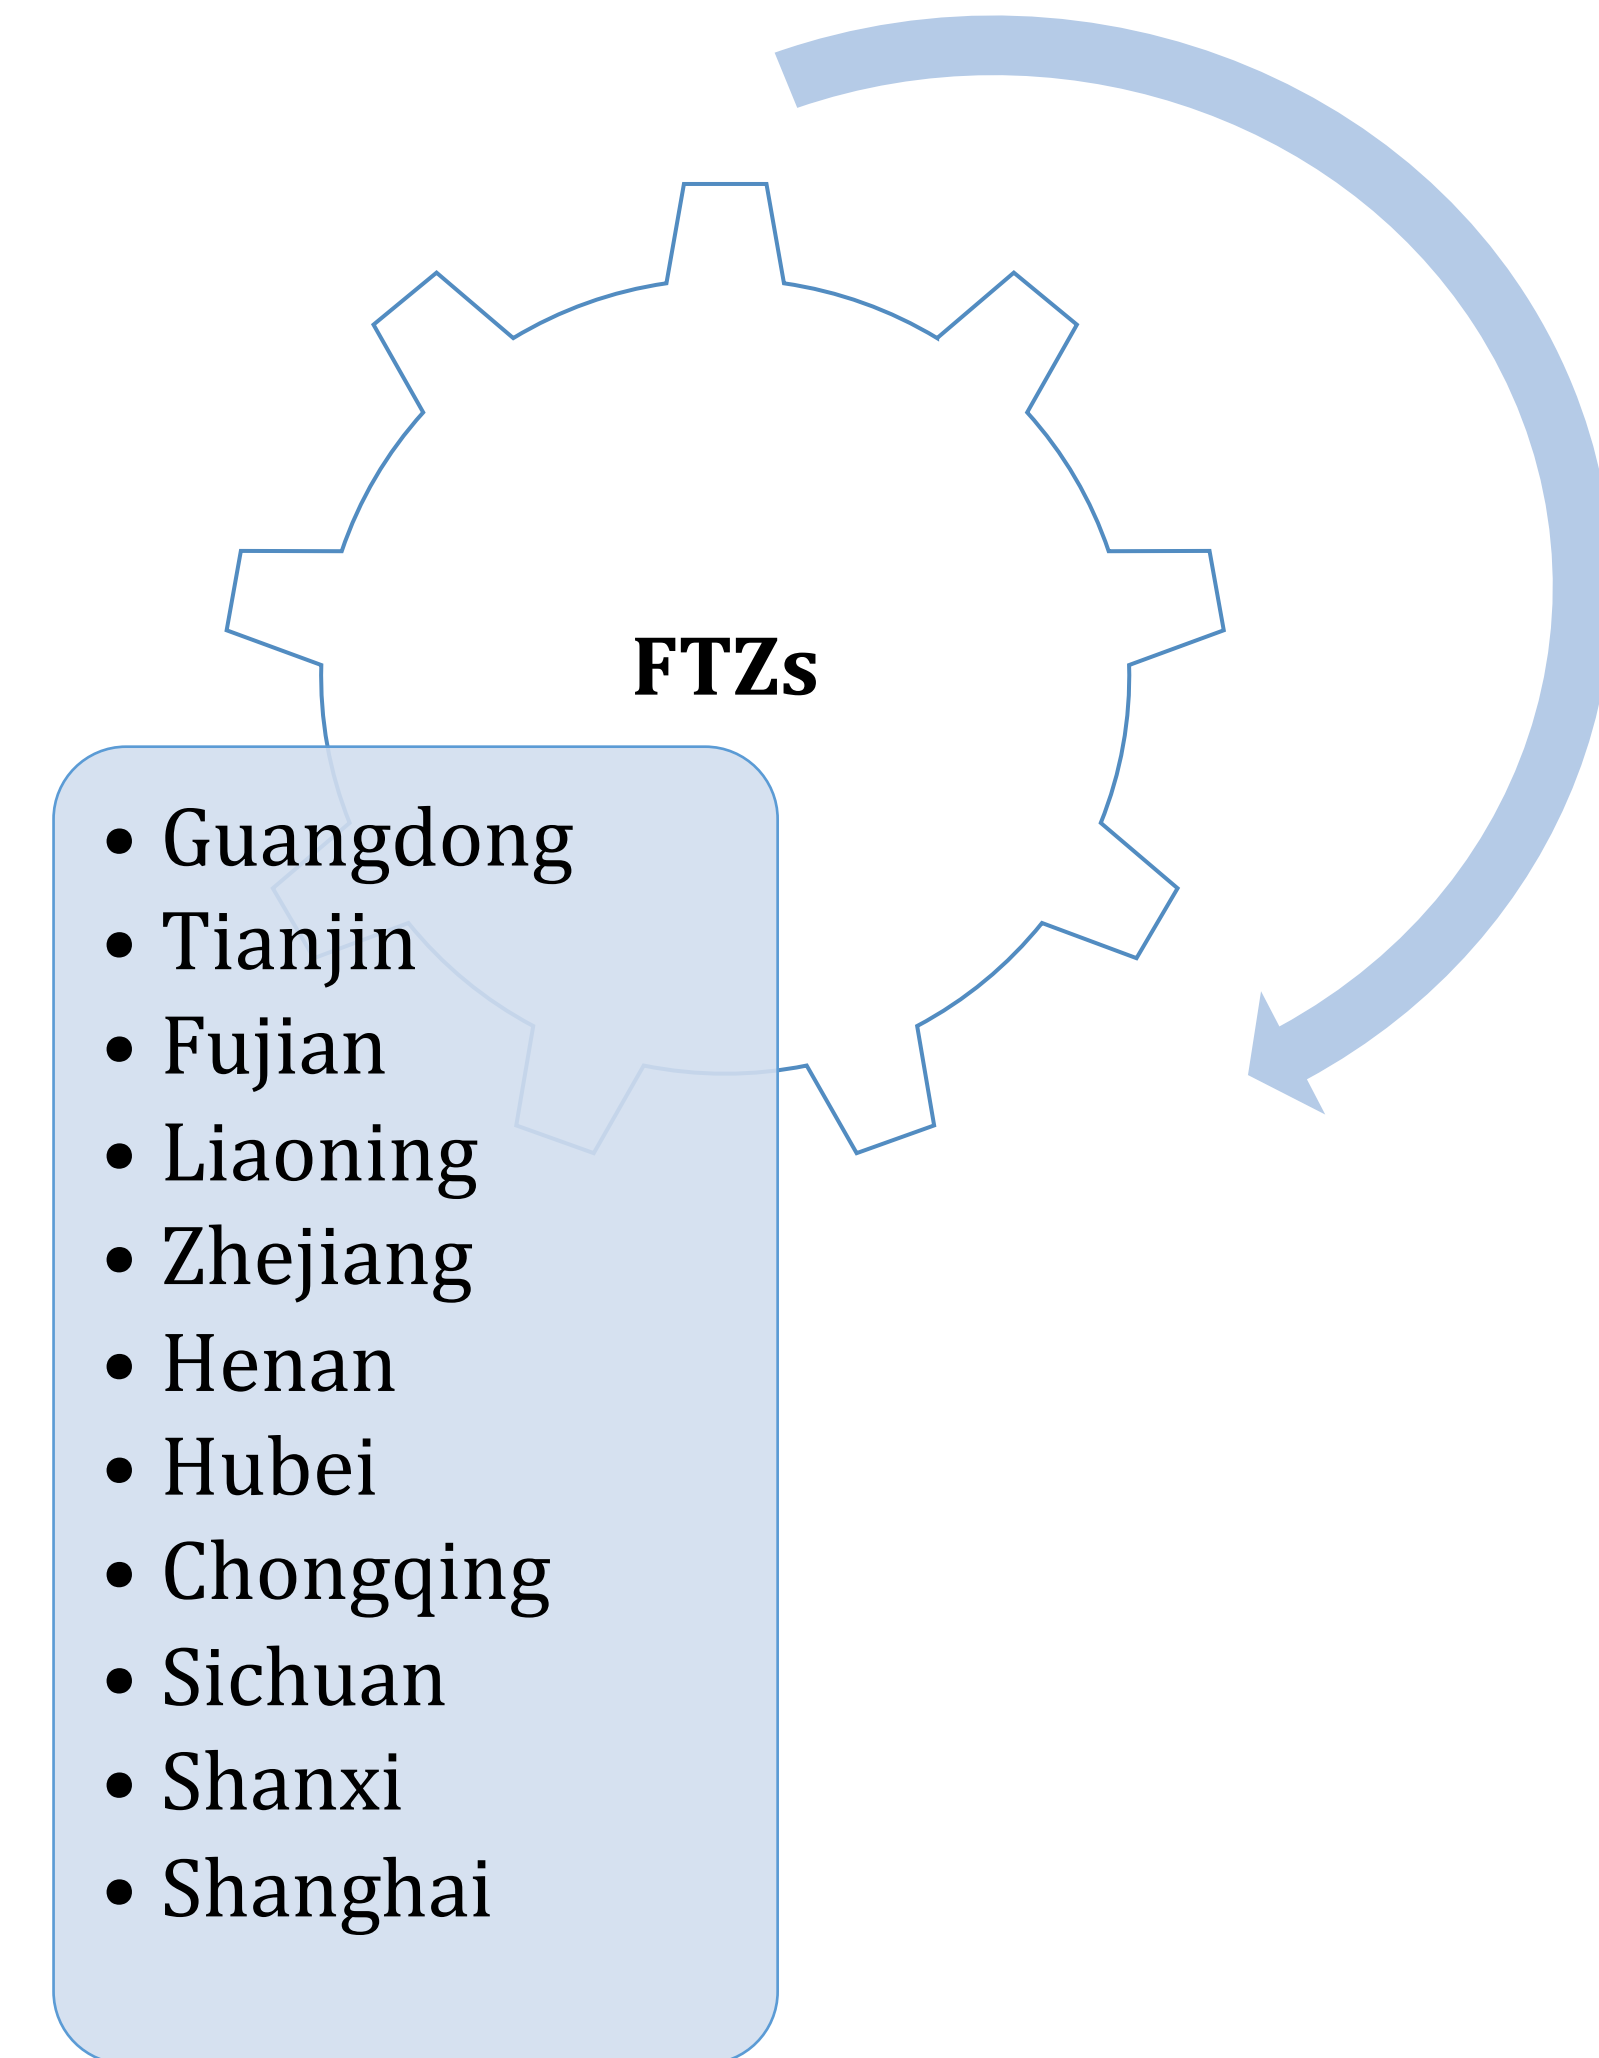 FTZs
• Guangdong
• Tianjin
• Fujian
• Liaoning
• Zhejiang
• Henan
• Hubei
• Chongqing
• Sichuan
• Shanxi
• Shanghai